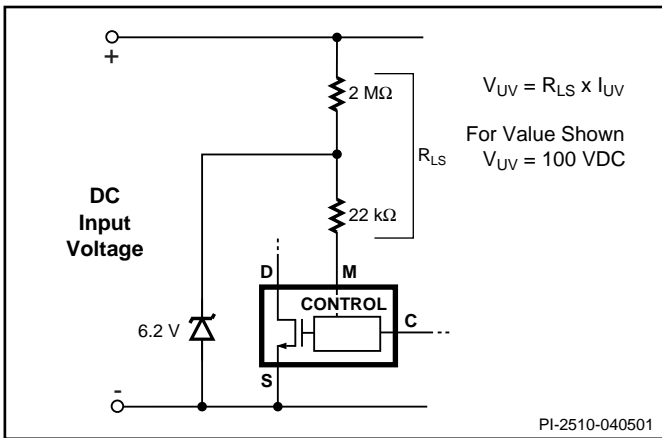 +
2 MΩ
V_UV = R_LS x I_UV
For Value Shown
V_UV = 100 VDC
R_LS
DC
Input
Voltage
22 kΩ
D
M
CONTROL
C
6.2 V
S
-
PI-2510-040501